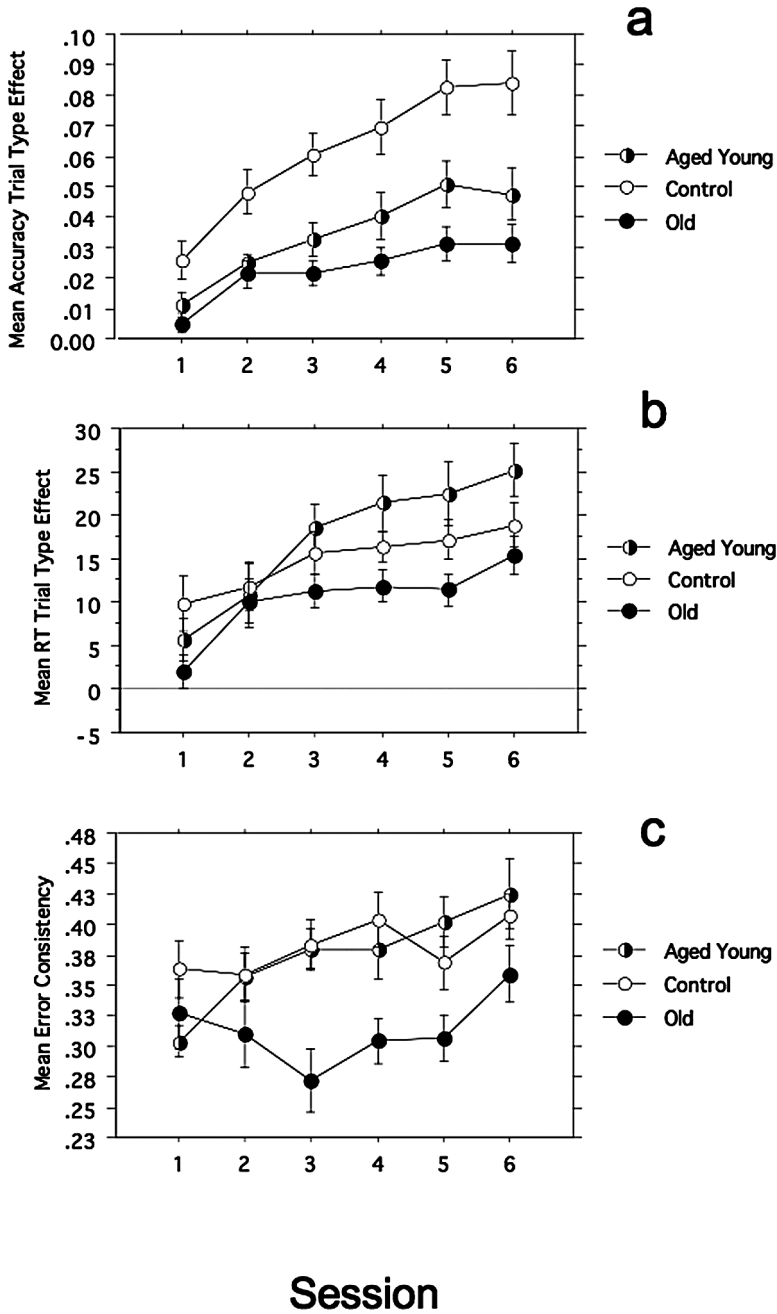 a
Mean Accuracy Trial Type Effect
.10
.09
.08
.07
.06
.05
.04
.03
.02
.01
0.00
1 2 3 4 5 6
Aged Young
Control
Old
b
Mean RT Trial Type Effect
30
25
20
15
10
5
0
-5
1 2 3 4 5 6
Aged Young
Control
Old
c
Mean Error Consistency
.48
.45
.43
.40
.38
.35
.33
.30
.28
.25
.23
1 2 3 4 5 6
Aged Young
Control
Old
Session